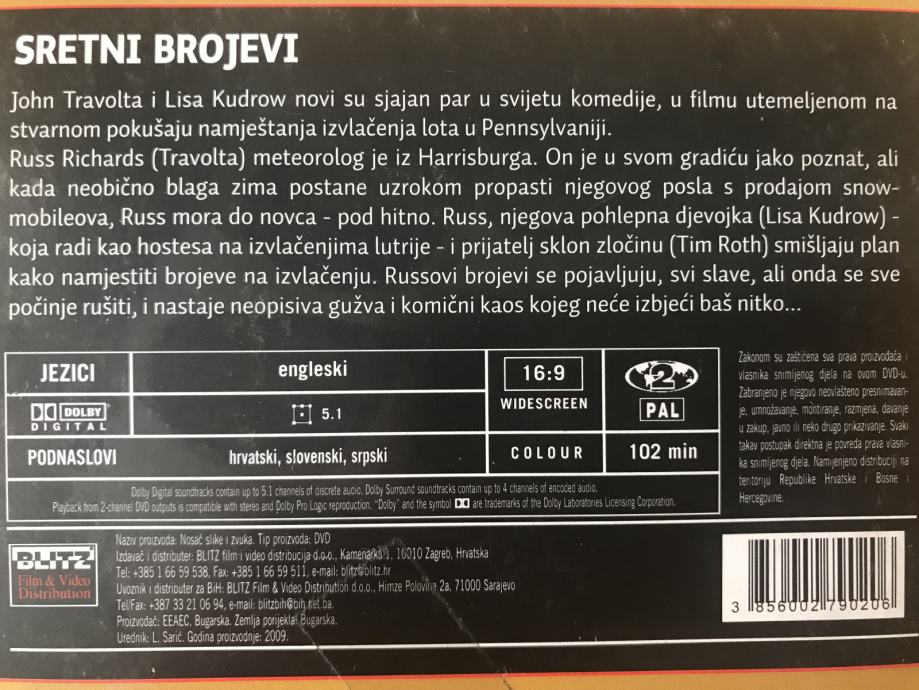 SRETNI BROJEVI
John Travolta i Lisa Kudrow novi su sjajan par u svijetu komedije, u filmu utemeljenom na
stvarnom pokušaju namještanja izvlačenja lota u Pennsylvaniji.
Russ Richards (Travolta) meteorolog je iz Harrisburga. On je u svom gradiću jako poznat, ali
kada neobično blaga zima postane uzrokom propasti njegovog posla s prodajom snow-
mobileova, Russ mora do novca - pod hitno. Russ, njegova pohlepna djevojka (Lisa Kudrow) -
koja radi kao hostesa na izvlačenjima lutrije - i prijatelj sklon zločinu (Tim Roth) smišljaju plan
kako namjestiti brojeve na izvlačenju. Russovi brojevi se pojavljuju, svi slave, ali onda se sve
počinje rušiti, i nastaje neopisiva gužva i komični kaos kojeg neće izbjeći baš nitko...
JEZICI
engleski
16:9
WIDESCREEN
2
PAL
DOLBY
DIGITAL
5.1
PODNASLOVI
hrvatski, slovenski, srpski
COLOUR
102 min
Dolby Digital soundtracks contain up to 5.1 channels of discrete audio. Dolby Surround soundtracks contain up to 4 channels of encoded audio.
Playback from 2-channel DVD outputs is compatible with stereo and Dolby Pro Logic reproduction. "Dolby" and the symbol are trademarks of the Dolby Laboratories Licensing Corporation.
Zakonom su zaštićena sva prava proizvođača i
vlasnika snimljenog djela na ovom DVD-u.
Zabranjeno je njegovo neovlašteno presnimavan-
je, umnožavanje, montiranje, razmjena, davanje
u zakup, javno ili neko drugo prikazivanje. Svaki
takav postupak direktna je povreda prava vlasni-
ka snimljenog djela. Namijenjeno distribuciji na
teritoriju Republike Hrvatske i Bosne i
Hercegovine.
BLITZ
Film & Video
Distribution
Naziv proizvoda: Nosač slike i zvuka. Tip proizvoda: DVD
Izdavač i distributer: BLITZ film i video distribucija d.o.o., Kamenarka 1, 10010 Zagreb, Hrvatska
Tel: +385 1 66 59 538, Fax: +385 1 66 59 511, e-mail: blitz@blitz.hr
Uvoznik i distributer za BiH: BLITZ Film & Video Distribution d.o.o., Himze Polovine 2a, 71000 Sarajevo
Tel/Fax: +387 33 21 06 94, e-mail: blitzbih@bih.net.ba.
Proizvođač: EEAEC, Bugarska. Zemlja porijekla: Bugarska.
Urednik: L. Sarić. Godina proizvodnje: 2009.
3 856002 790206